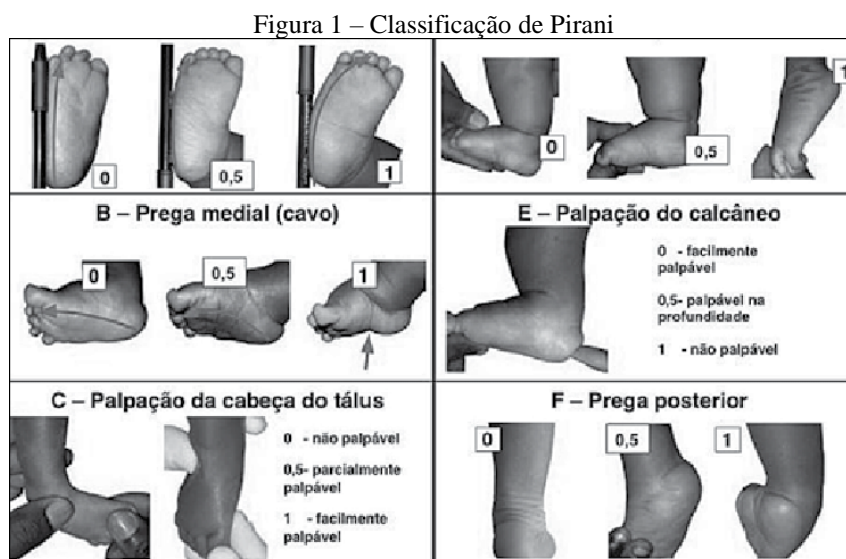 Figura 1 – Classificação de Pirani
0
0,5
1
0
0,5
1
B – Prega medial (cavo)
0
0,5
1
E – Palpação do calcâneo
0 - facilmente
palpável
0,5- palpável na
profundidade
1 - não palpável
C – Palpação da cabeça do tálus
0 - não palpável
0,5- parcialmente
palpável
1 - facilmente
palpável
F – Prega posterior
0
0,5
1